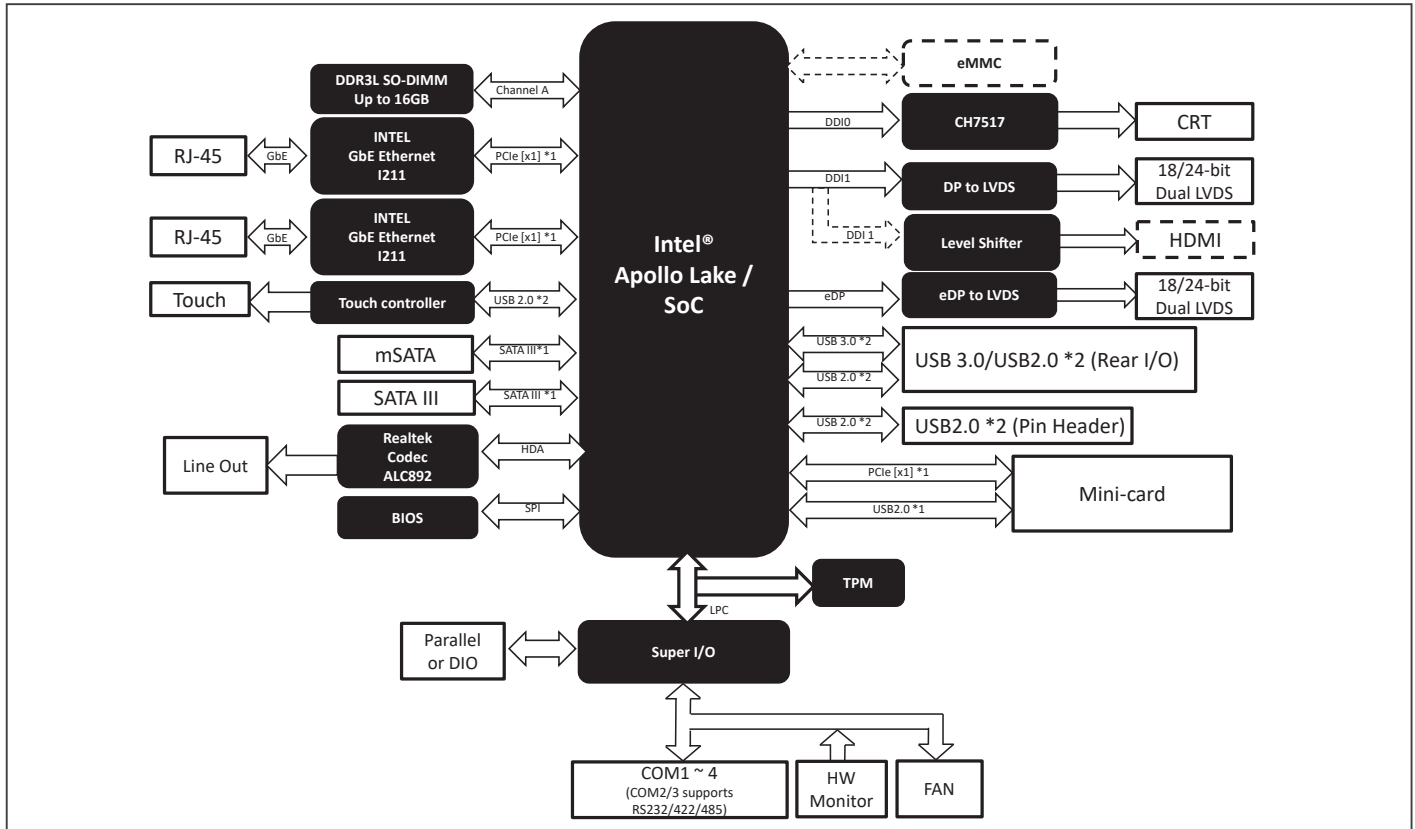 DDR3L SO-DIMM
Up to 16GB
Channel A
RJ-45
GbE
INTEL
GbE Ethernet
I211
PCIe [x1] *1
RJ-45
GbE
INTEL
GbE Ethernet
I211
PCIe [x1] *1
Touch
Touch controller
USB 2.0 *2
mSATA
SATA III*1
SATA III
SATA III *1
Line Out
Realtek
Codec
ALC892
HDA
BIOS
SPI
Intel®
Apollo Lake /
SoC
eMMC
DDI0
CH7517
CRT
DDI1
DP to LVDS
18/24-bit
Dual LVDS
DDI 1
Level Shifter
HDMI
eDP
eDP to LVDS
18/24-bit
Dual LVDS
USB 3.0 *2
USB 2.0 *2
USB 3.0/USB2.0 *2 (Rear I/O)
USB 2.0 *2
USB2.0 *2 (Pin Header)
PCIe [x1] *1
USB2.0 *1
Mini-card
TPM
LPC
Parallel
or DIO
Super I/O
COM1 ~ 4
(COM2/3 supports
RS232/422/485)
HW
Monitor
FAN